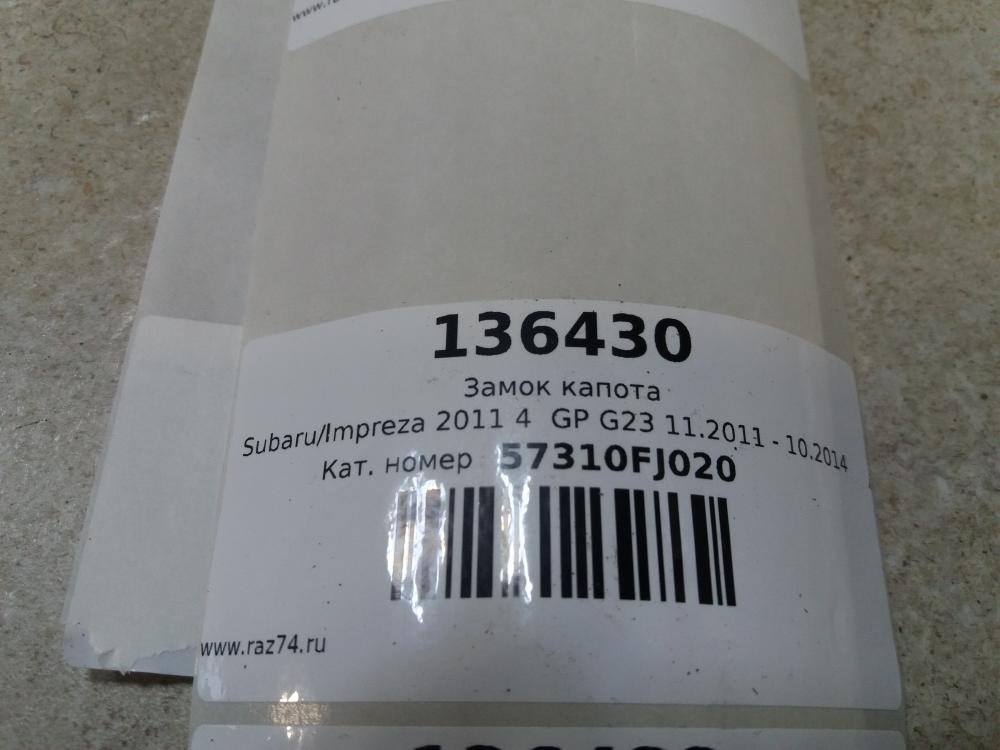 136430
Замок капота
Subaru/Impreza 2011 4 GP G23 11.2011 - 10.2014
Кат. номер 57310FJ020
www.raz74.ru